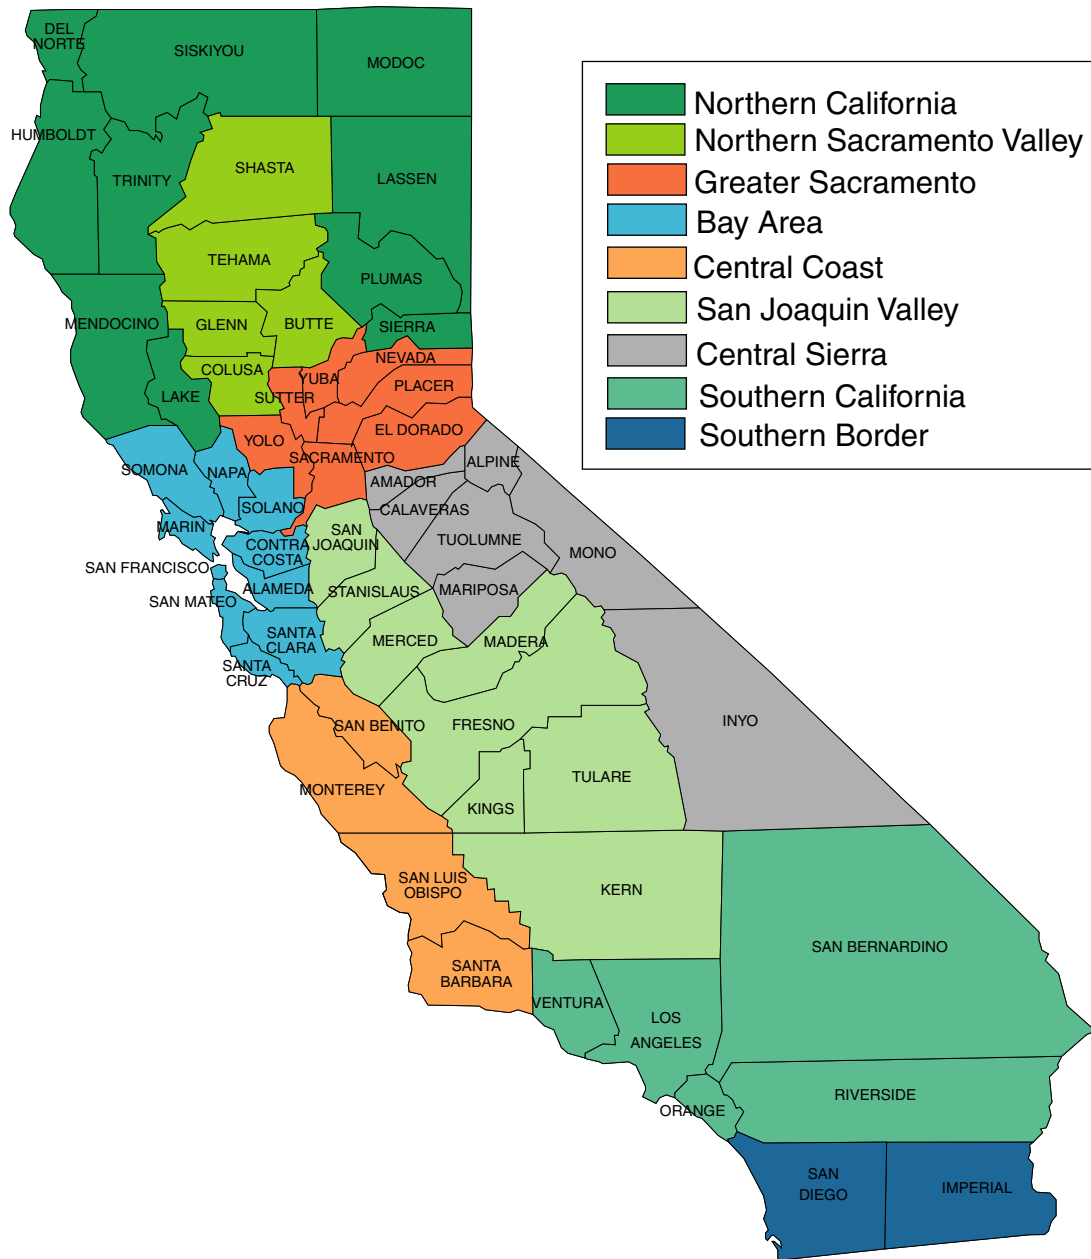 DEL
NORTE
SISKIYOU
MODOC
HUMBOLDT
TRINITY
SHASTA
LASSEN
TEHAMA
PLUMAS
MENDOCINO
GLENN
BUTTE
SIERRA
NEVADA
COLUSA
YUBA
PLACER
LAKE
SUTTER
EL DORADO
YOLO
SACRAMENTO
ALPINE
SOMONA
NAPA
AMADOR
SOLANO
CALAVERAS
MARIN
SAN
JOAQUIN
TUOLUMNE
MONO
CONTRA
COSTA
SAN FRANCISCO
ALAMEDA
STANISLAUS
MARIPOSA
SAN MATEO
SANTA
CLARA
MERCED
MADERA
SANTA
CRUZ
SAN BENITO
FRESNO
INYO
MONTEREY
KINGS
TULARE
SAN LUIS
OBISPO
KERN
SAN BERNARDINO
SANTA
BARBARA
VENTURA
LOS
ANGELES
ORANGE
RIVERSIDE
SAN
DIEGO
IMPERIAL
Northern California
Northern Sacramento Valley
Greater Sacramento
Bay Area
Central Coast
San Joaquin Valley
Central Sierra
Southern California
Southern Border